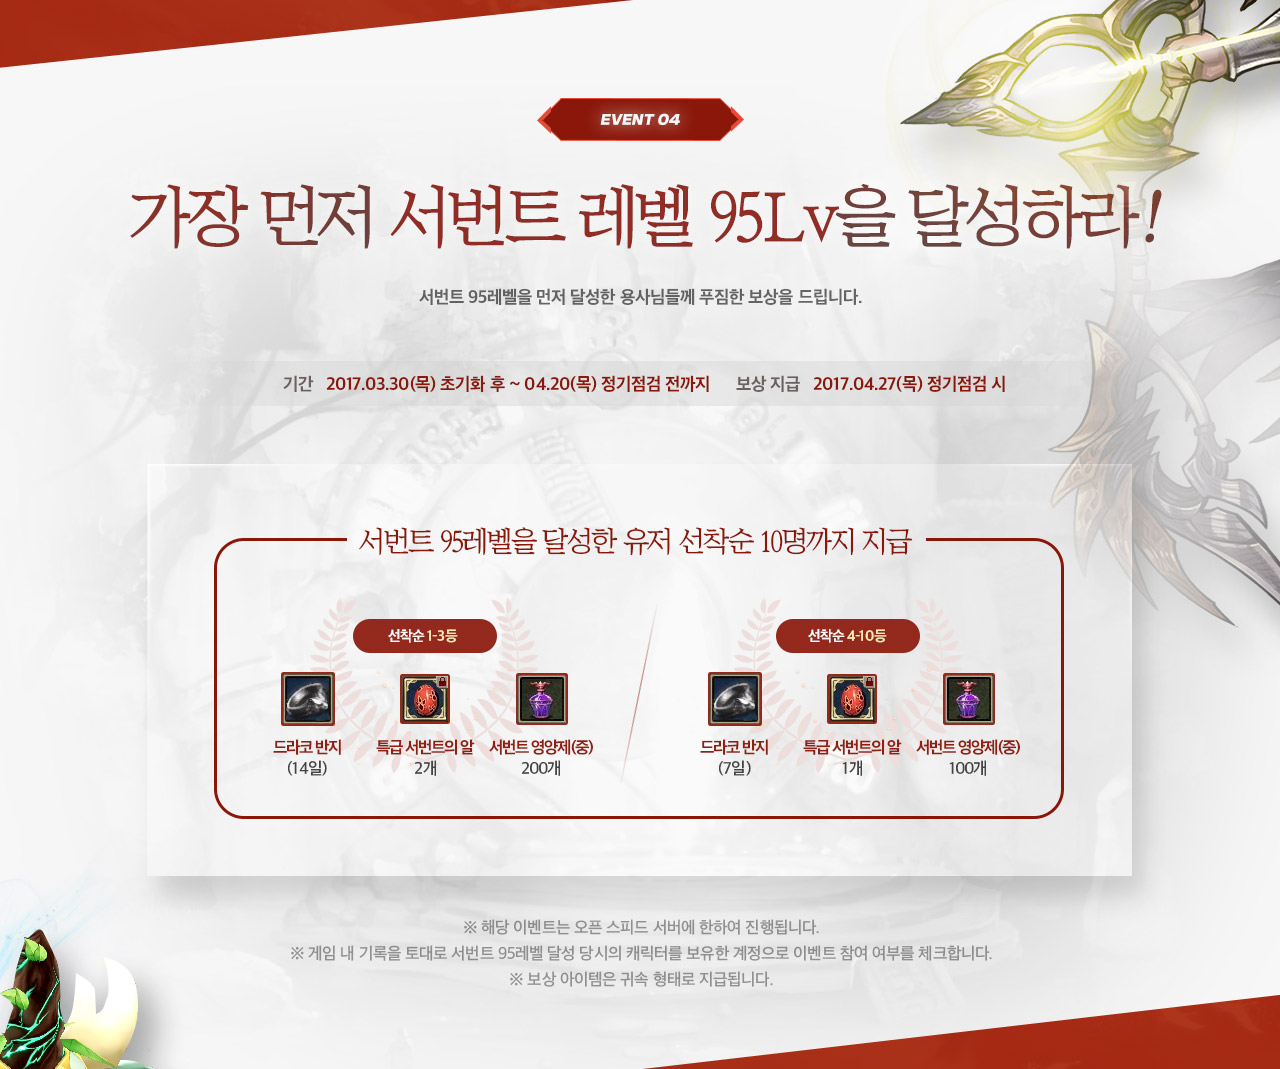 EVENT 04
가장 먼저 서번트 레벨 95Lv을 달성하라!
서번트 95레벨을 먼저 달성한 용사님들께 푸짐한 보상을 드립니다.
기간 2017.03.30(목) 초기화 후 ~ 04.20(목) 정기점검 전까지 보상 지급 2017.04.27(목) 정기점검 시
서번트 95레벨을 달성한 유저 선착순 10명까지 지급
선착순 1-3등
드라코 반지
(14일)
특급 서번트의 알
2개
서번트 영양제(중)
200개
선착순 4-10등
드라코 반지
(7일)
특급 서번트의 알
1개
서번트 영양제(중)
100개
※ 해당 이벤트는 오픈 스피드 서버에 한하여 진행됩니다.
※ 게임 내 기록을 토대로 서번트 95레벨 달성 당시의 캐릭터를 보유한 계정으로 이벤트 참여 여부를 체크합니다.
※ 보상 아이템은 귀속 형태로 지급됩니다.